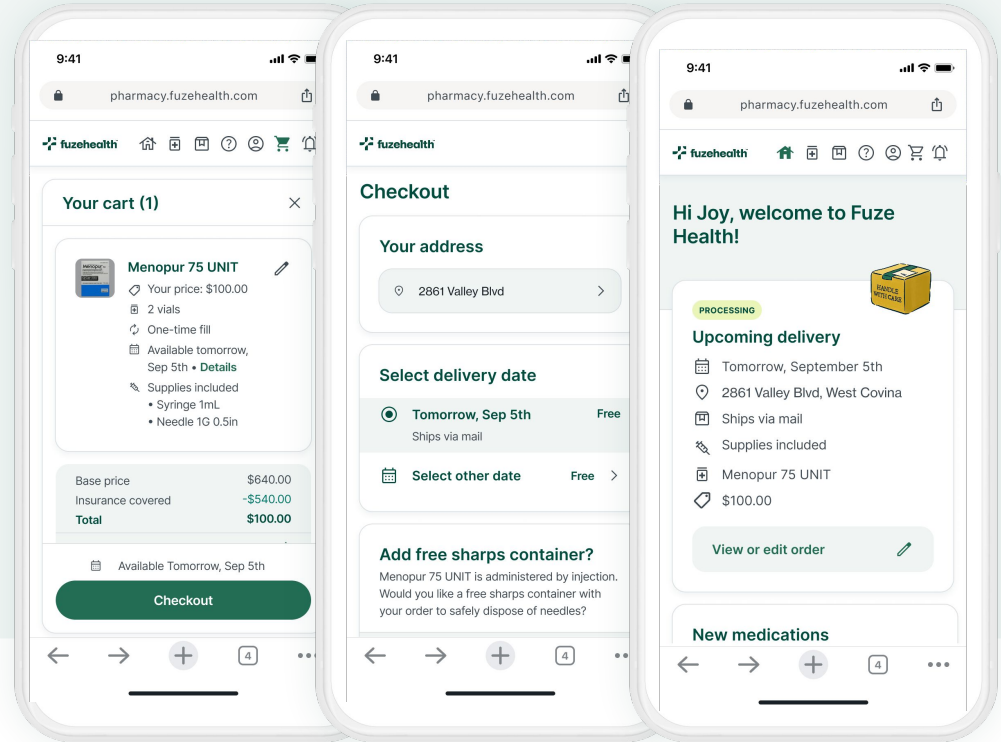 9:41
pharmacy.fuzehealth.com
fuzehealth
Your cart (1)
Menopur
Menopur 75 UNIT
Your price: $100.00
2 vials
One-time fill
Available tomorrow,
Sep 5th • Details
Supplies included
• Syringe 1mL
• Needle 1G 0.5in
Base price $640.00
Insurance covered -$540.00
Total $100.00
Available Tomorrow, Sep 5th
Checkout
4
9:41
pharmacy.fuzehealth.com
fuzehealth
Checkout
Your address
2861 Valley Blvd
Select delivery date
Tomorrow, Sep 5th Free
Ships via mail
Select other date Free
Add free sharps container?
Menopur 75 UNIT is administered by injection.
Would you like a free sharps container with
your order to safely dispose of needles?
4
9:41
pharmacy.fuzehealth.com
fuzehealth
Hi Joy, welcome to Fuze
Health!
HANDLE
WITH CARE
PROCESSING
Upcoming delivery
Tomorrow, September 5th
2861 Valley Blvd, West Covina
Ships via mail
Supplies included
Menopur 75 UNIT
$100.00
View or edit order
New medications
4